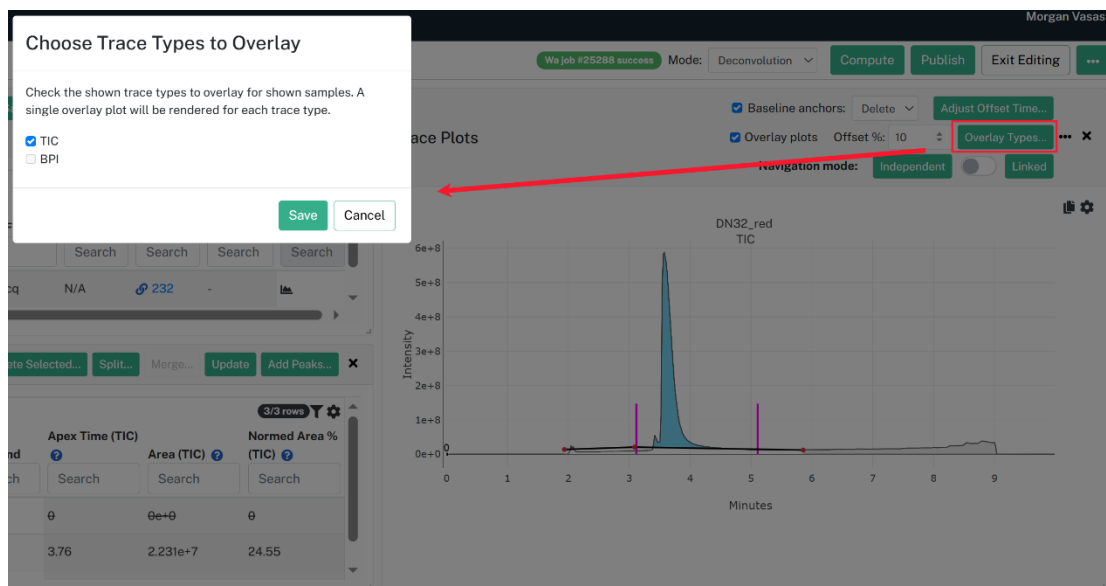 Morgan Vasas
Choose Trace Types to Overlay
Check the shown trace types to overlay for shown samples. A
single overlay plot will be rendered for each trace type.
TIC
BPI
Save Cancel
Wa job #25288 success Mode: Deconvolution Compute Publish Exit Editing ...
ace Plots
Baseline anchors: Delete Adjust Offset Time...
Overlay plots Offset %: 10 Overlay Types...
Navigation mode: Independent Linked
Search Search Search Search
cq N/A 232 -
ete Selected... Split... Merge... Update Add Peaks...
3/3 rows
Apex Time (TIC) Area (TIC) Normed Area %
(TIC)
nd
ch Search Search Search
0 0e+0 0
3.76 2.231e+7 24.55
DN32_red
TIC
6e+8
5e+8
4e+8
3e+8
2e+8
1e+8
0e+0
0
Intensity
0 1 2 3 4 5 6 7 8 9
Minutes